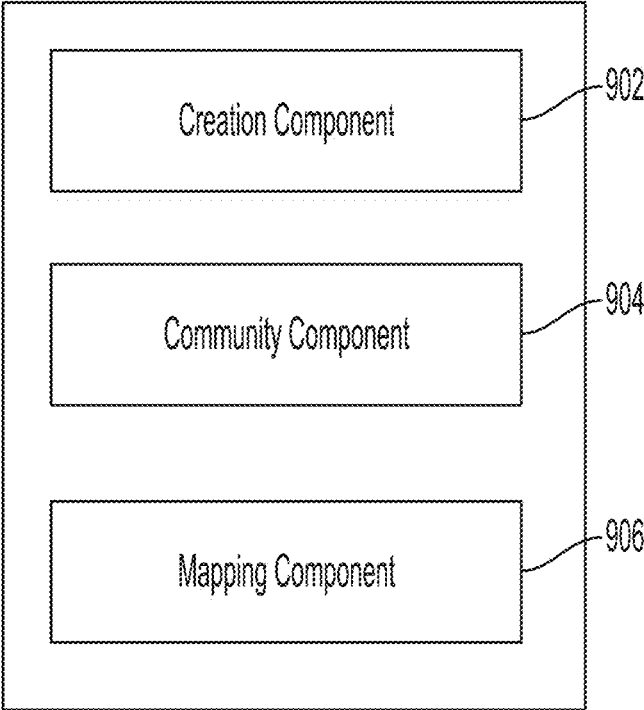 Creation Component
902
Community Component
904
Mapping Component
906